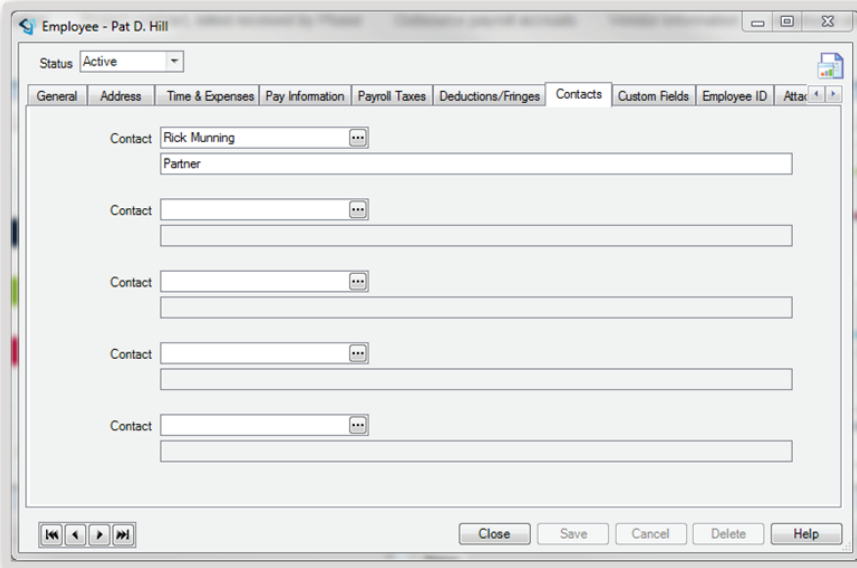 Employee - Pat D. Hill
Status Active
General Address Time & Expenses Pay Information Payroll Taxes Deductions/Fringes Contacts Custom Fields Employee ID
Contact Rick Munning
Partner
Contact
Contact
Contact
Contact
Close Save Cancel Delete Help